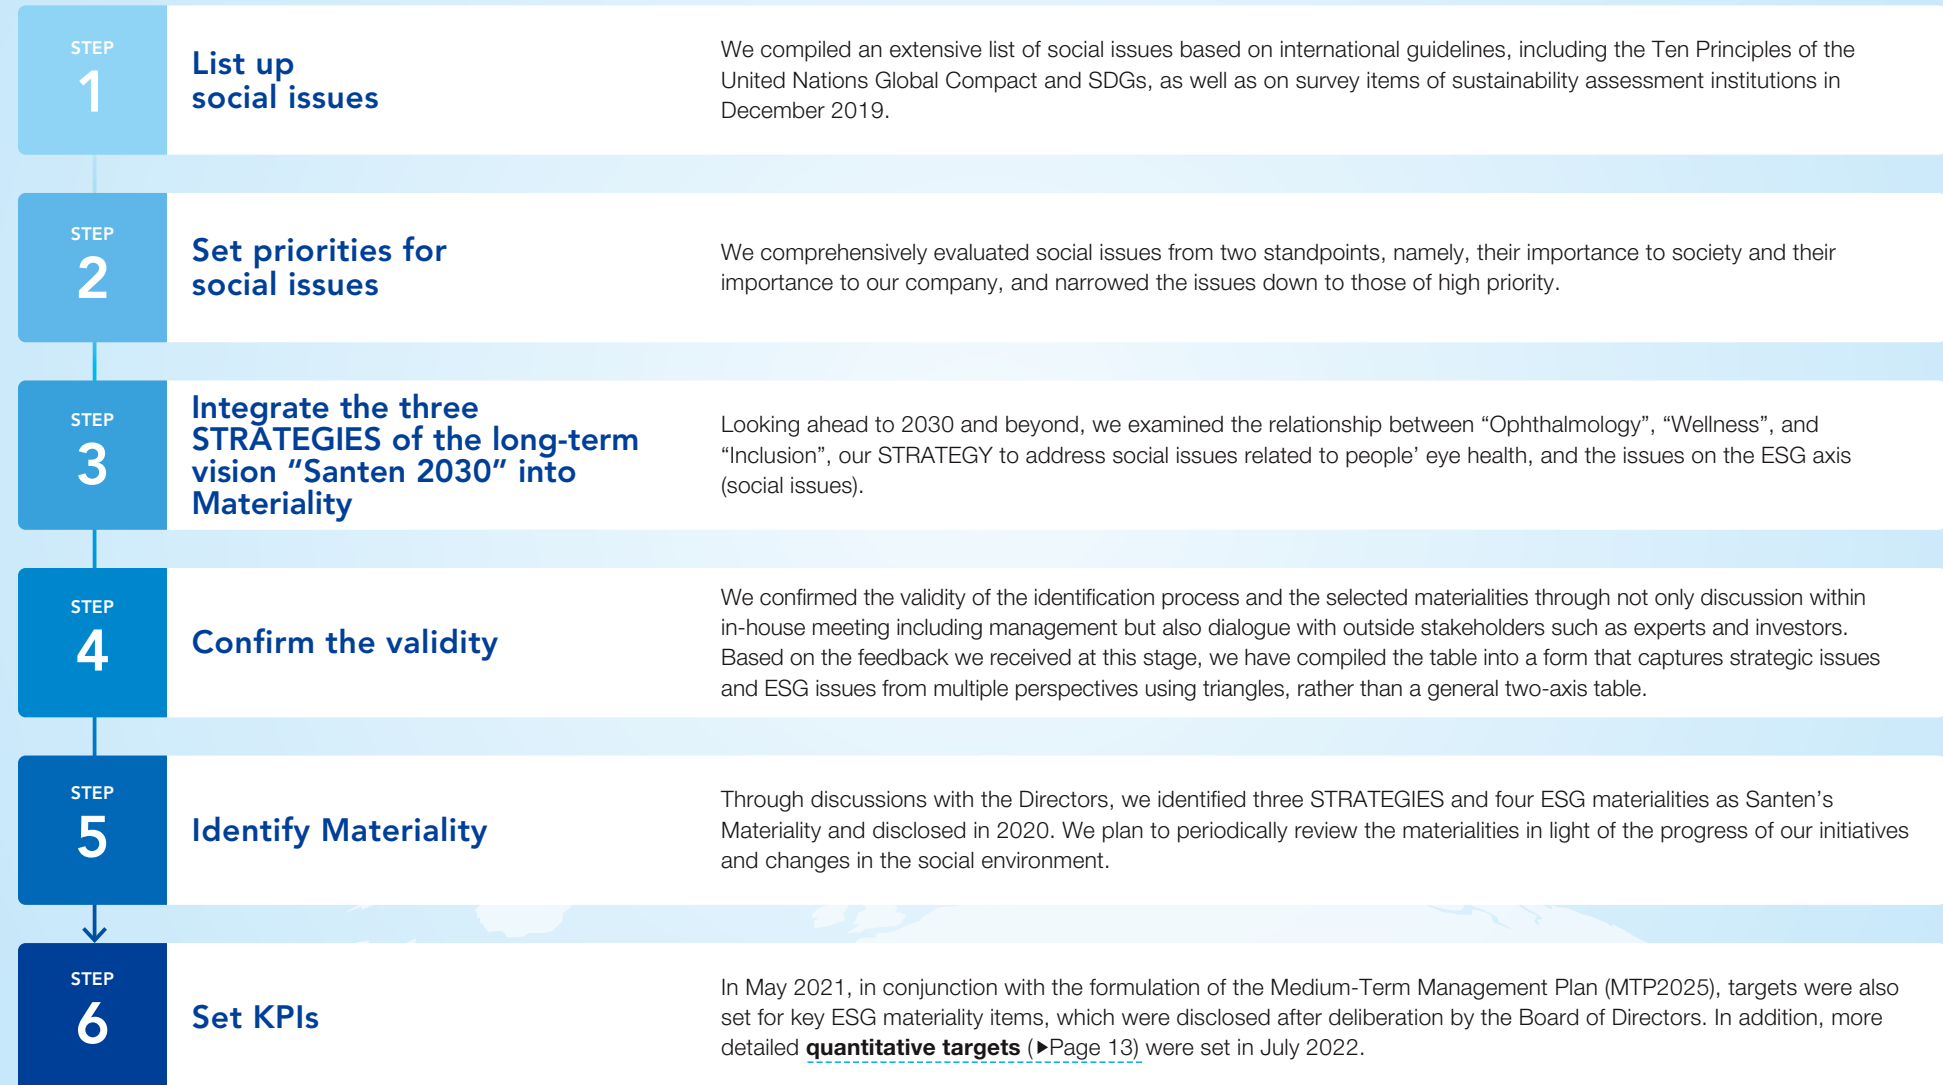 STEP
1
List up
social issues
We compiled an extensive list of social issues based on international guidelines, including the Ten Principles of the
United Nations Global Compact and SDGs, as well as on survey items of sustainability assessment institutions in
December 2019.
STEP
2
Set priorities for
social issues
We comprehensively evaluated social issues from two standpoints, namely, their importance to society and their
importance to our company, and narrowed the issues down to those of high priority.
STEP
3
Integrate the three
STRATEGIES of the long-term
vision “Santen 2030” into
Materiality
Looking ahead to 2030 and beyond, we examined the relationship between “Ophthalmology”, “Wellness”, and
“Inclusion”, our STRATEGY to address social issues related to people’ eye health, and the issues on the ESG axis
(social issues).
STEP
4
Confirm the validity
We confirmed the validity of the identification process and the selected materialities through not only discussion within
in-house meeting including management but also dialogue with outside stakeholders such as experts and investors.
Based on the feedback we received at this stage, we have compiled the table into a form that captures strategic issues
and ESG issues from multiple perspectives using triangles, rather than a general two-axis table.
STEP
5
Identify Materiality
Through discussions with the Directors, we identified three STRATEGIES and four ESG materialities as Santen’s
Materiality and disclosed in 2020. We plan to periodically review the materialities in light of the progress of our initiatives
and changes in the social environment.
STEP
6
Set KPIs
In May 2021, in conjunction with the formulation of the Medium-Term Management Plan (MTP2025), targets were also
set for key ESG materiality items, which were disclosed after deliberation by the Board of Directors. In addition, more
detailed quantitative targets (▶Page 13) were set in July 2022.